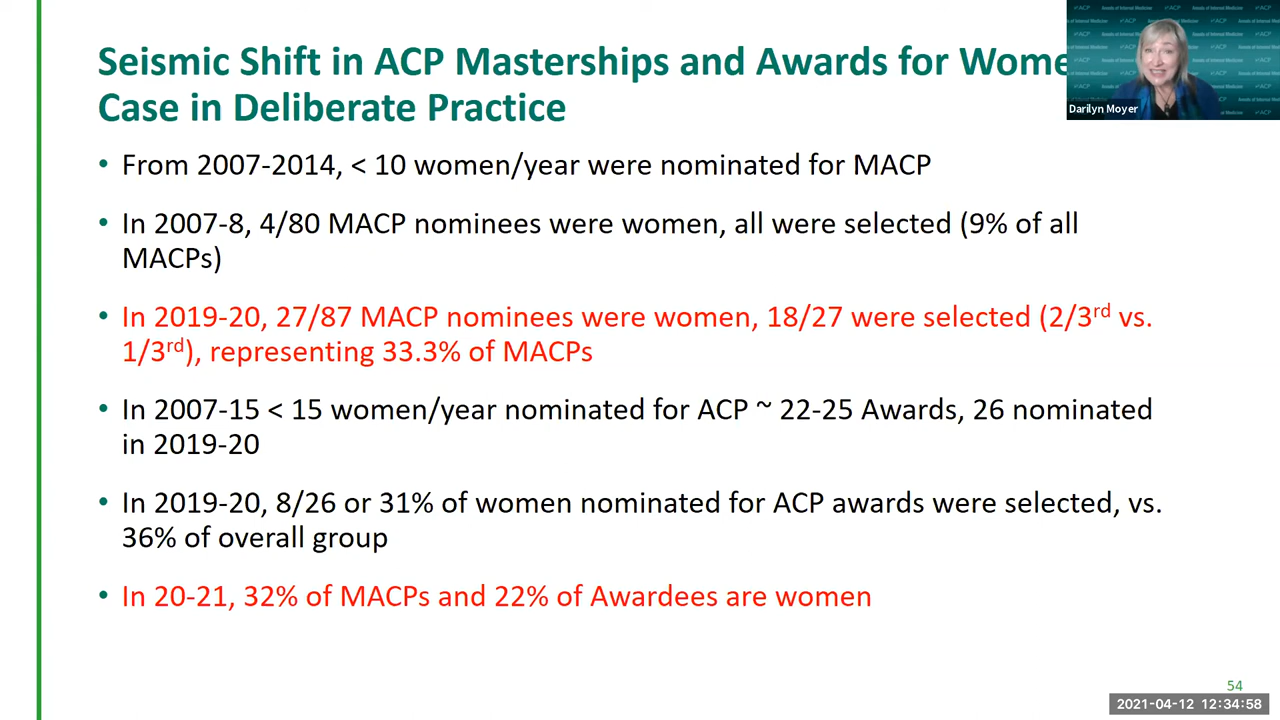 Seismic Shift in ACP Masterships and Awards for Wome
Case in Deliberate Practice
• From 2007-2014, < 10 women/year were nominated for MACP
• In 2007-8, 4/80 MACP nominees were women, all were selected (9% of all
MACPs)
• In 2019-20, 27/87 MACP nominees were women, 18/27 were selected (2/3rd vs.
1/3rd), representing 33.3% of MACPs
• In 2007-15 < 15 women/year nominated for ACP ~ 22-25 Awards, 26 nominated
in 2019-20
• In 2019-20, 8/26 or 31% of women nominated for ACP awards were selected, vs.
36% of overall group
• In 20-21, 32% of MACPs and 22% of Awardees are women
Darilyn Moyer
54
2021-04-12 12:34:58